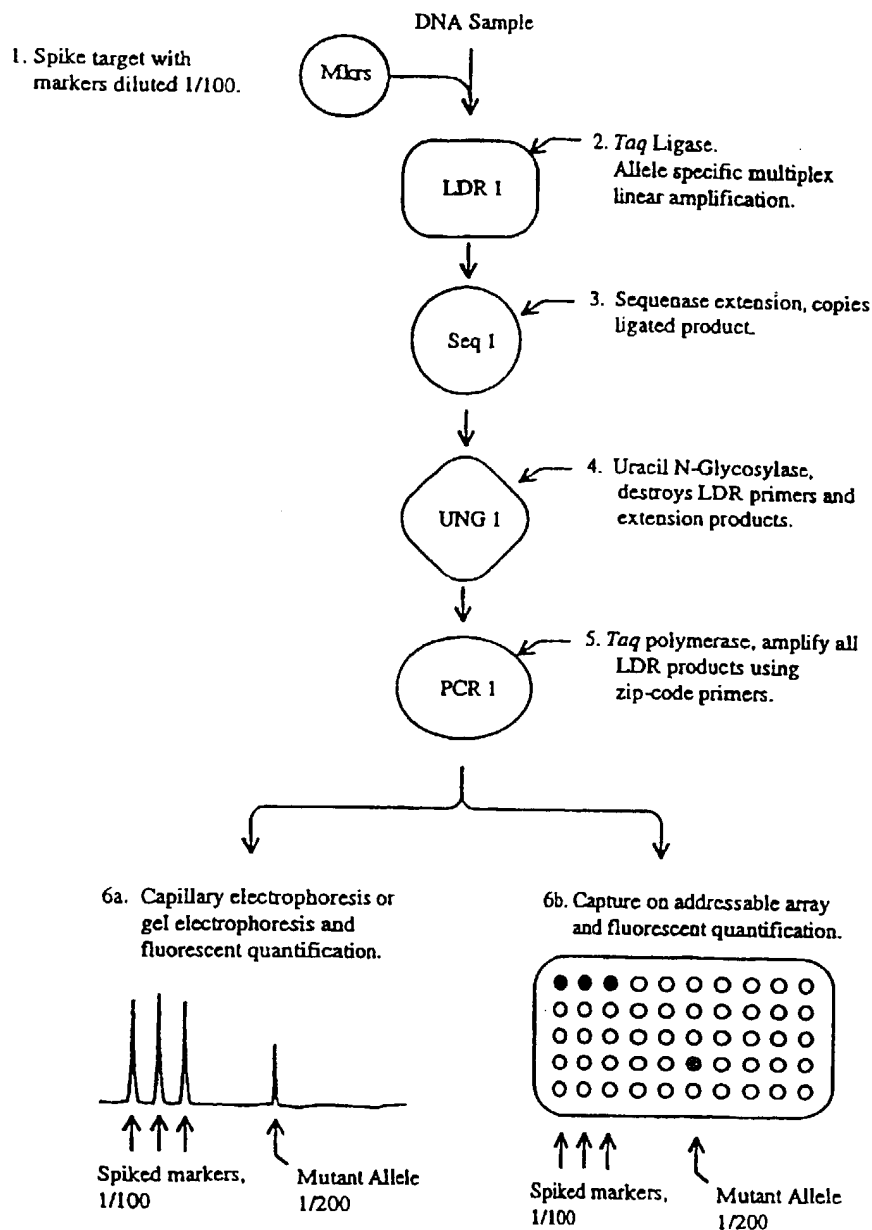 DNA Sample
1. Spike target with
markers diluted 1/100.
Mkrs
LDR 1
2. Taq Ligase.
Allele specific multiplex
linear amplification.
Seq 1
3. Sequenase extension, copies
ligated product.
UNG 1
4. Uracil N-Glycosylase,
destroys LDR primers and
extension products.
PCR 1
5. Taq polymerase, amplify all
LDR products using
zip-code primers.
6a. Capillary electrophoresis or
gel electrophoresis and
fluorescent quantification.
6b. Capture on addressable array
and fluorescent quantification.
Spiked markers,
1/100
Mutant Allele
1/200
Spiked markers,
1/100
Mutant Allele
1/200